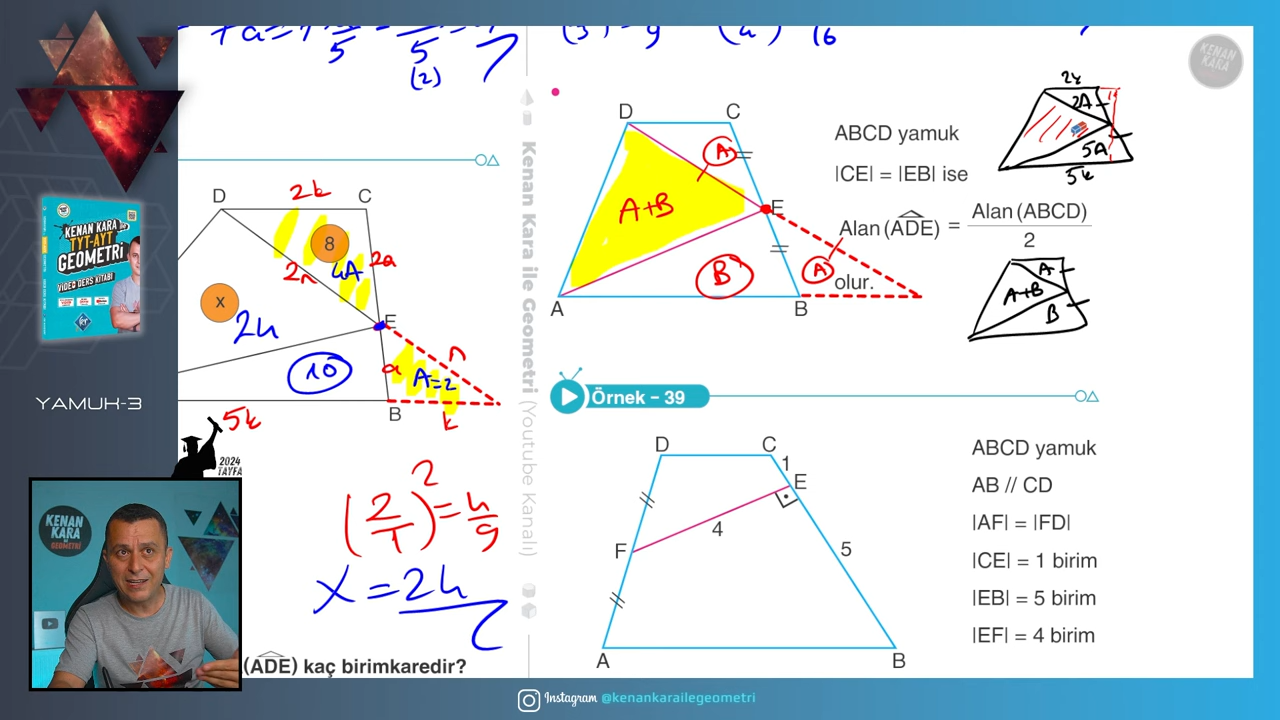 KENAN
KARA
D
C
2k
8
4A
2a
2n
x
24
E
10
a
A=2
n
B
5k
k
(2/1)²=4/9
x=24
(ADE) kaç birimkaredir?
Kenan Kara ile Geometri (Youtube Kanalı)
D
C
A
E
A+B
B
A
A
B
ABCD yamuk
|CE| = |EB| ise
Alan (ADE) = Alan (ABCD)
2
olur.
2k
2A
5A
5k
A
A+B
B
Örnek – 39
D
C
1
E
4
F
5
A
B
ABCD yamuk
AB // CD
|AF| = |FD|
|CE| = 1 birim
|EB| = 5 birim
|EF| = 4 birim
KENAN KARA
TYT-AYT
GEOMETRİ
VİDEO DERS KİTABI
YAMUK-3
2024
TAYFA
KENAN
KARA
GEOMETRİ
Instagram @kenankarailegeometri